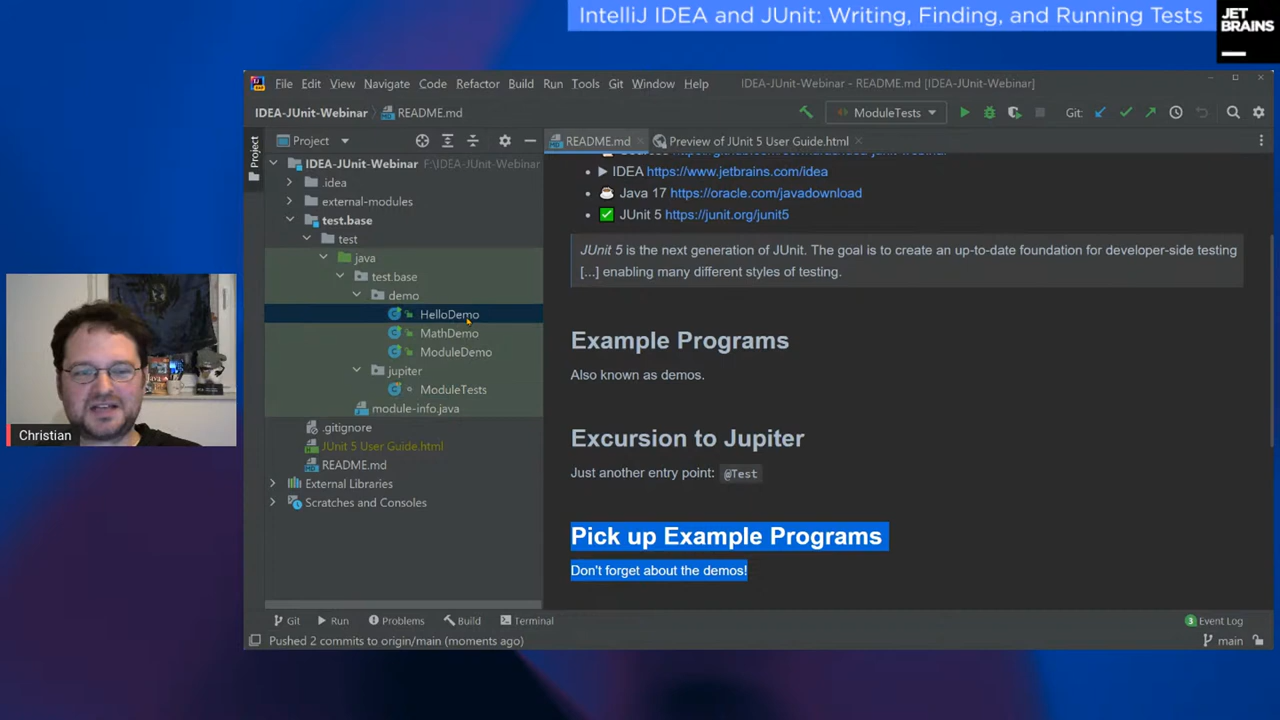 IntelliJ IDEA and JUnit: Writing, Finding, and Running Tests
JET
BRAINS
File Edit View Navigate Code Refactor Build Run Tools Git Window Help
IDEA-JUnit-Webinar - README.md [IDEA-JUnit-Webinar]
IDEA-JUnit-Webinar README.md
ModuleTests
Git:
Project
Project
README.md
Preview of JUnit 5 User Guide.html
IDEA-JUnit-Webinar F:\IDEA-JUnit-Webinar
.idea
external-modules
test.base
test
java
test.base
demo
HelloDemo
MathDemo
ModuleDemo
jupiter
ModuleTests
module-info.java
.gitignore
JUnit 5 User Guide.html
README.md
External Libraries
Scratches and Consoles
IDEA https://www.jetbrains.com/idea
Java 17 https://oracle.com/javadownload
JUnit 5 https://junit.org/junit5
JUnit 5 is the next generation of JUnit. The goal is to create an up-to-date foundation for developer-side testing
[...] enabling many different styles of testing.
Example Programs
Also known as demos.
Excursion to Jupiter
Just another entry point: @Test
Pick up Example Programs
Don't forget about the demos!
Christian
Git Run Problems Build Terminal
3 Event Log
Pushed 2 commits to origin/main (moments ago)
main